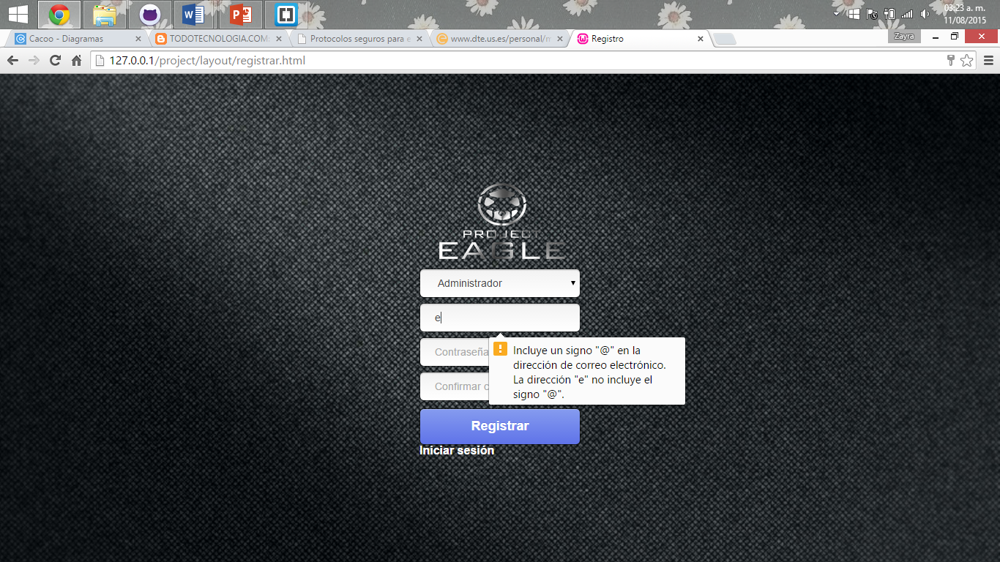 03:23 a. m.
11/08/2015
Cacoo - Diagramas
TODOTECNOLOGIA.COM:
Protocolos seguros para e
www.dte.us.es/personal/m
Registro
Zayra
127.0.0.1/project/layout/registrar.html
PROJECT
EAGLE
Administrador
e
Incluye un signo "@" en la
dirección de correo electrónico.
La dirección "e" no incluye el
signo "@".
Contraseña
Confirmar c
Registrar
Iniciar sesión